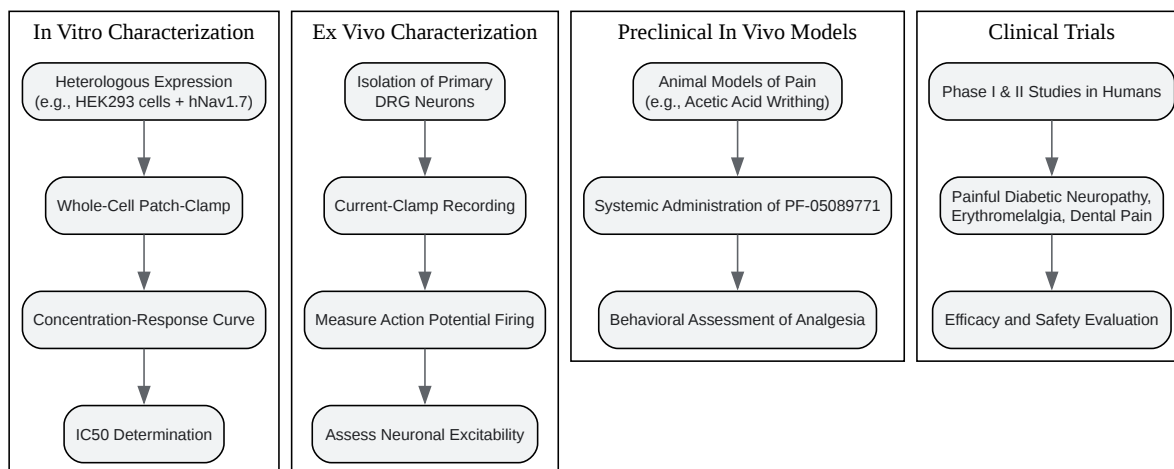 In Vitro Characterization
Heterologous Expression
(e.g., HEK293 cells + hNav1.7)
Whole-Cell Patch-Clamp
Concentration-Response Curve
IC50 Determination
Ex Vivo Characterization
Isolation of Primary
DRG Neurons
Current-Clamp Recording
Measure Action Potential Firing
Assess Neuronal Excitability
Preclinical In Vivo Models
Animal Models of Pain
(e.g., Acetic Acid Writhing)
Systemic Administration of PF-05089771
Behavioral Assessment of Analgesia
Clinical Trials
Phase I & II Studies in Humans
Painful Diabetic Neuropathy,
Erythromelalgia, Dental Pain
Efficacy and Safety Evaluation